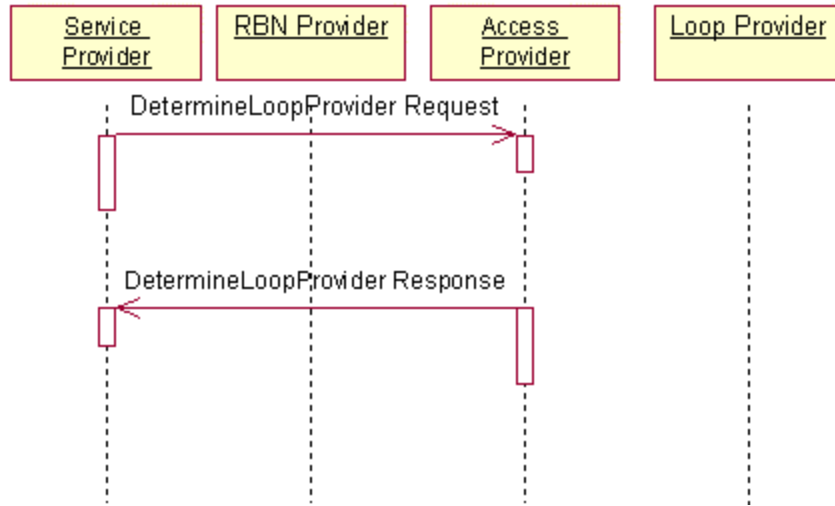 Service
Provider
RBN Provider
Access
Provider
Loop Provider
DetermineLoopProvider Request
DetermineLoopProvider Response